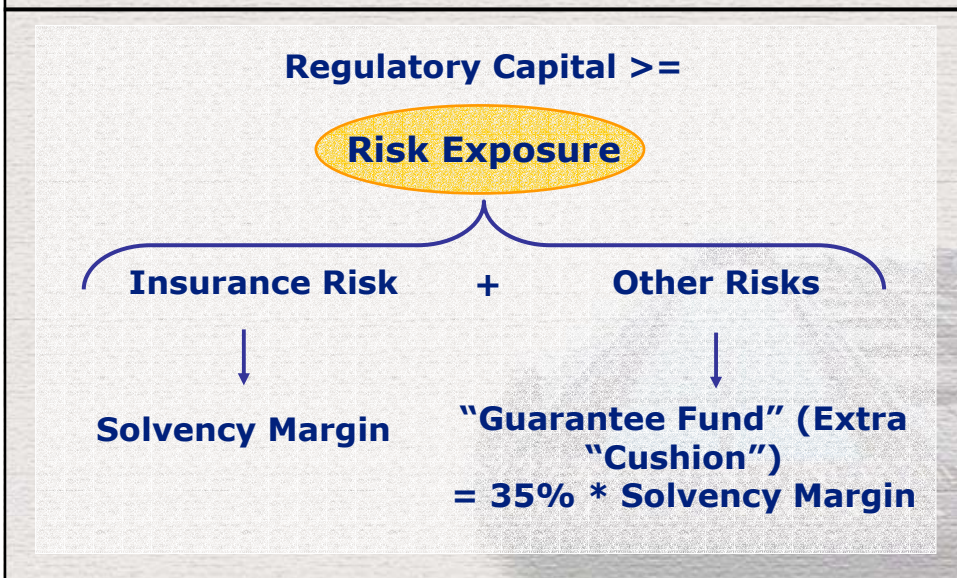 Regulatory Capital >=
Risk Exposure
Insurance Risk + Other Risks
Solvency Margin
“Guarantee Fund” (Extra
“Cushion”)
= 35% * Solvency Margin